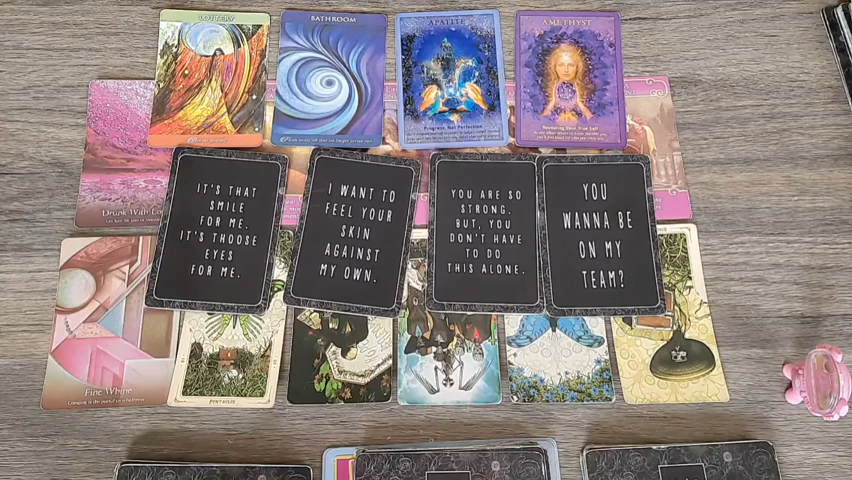 LOTTERY
BATHROOM
APATITE
AMETHYST
Progress, Not Perfection
Revealing Your True Self
Drunk With Lo
IT'S THAT
SMILE
FOR ME.
IT'S THOOSE
EYES
FOR ME.
I WANT TO
FEEL YOUR
SKIN
AGAINST
MY OWN.
YOU ARE SO
STRONG.
BUT, YOU
DON'T HAVE
TO DO
THIS ALONE.
YOU
WANNA BE
ON MY
TEAM?
Fine Whine